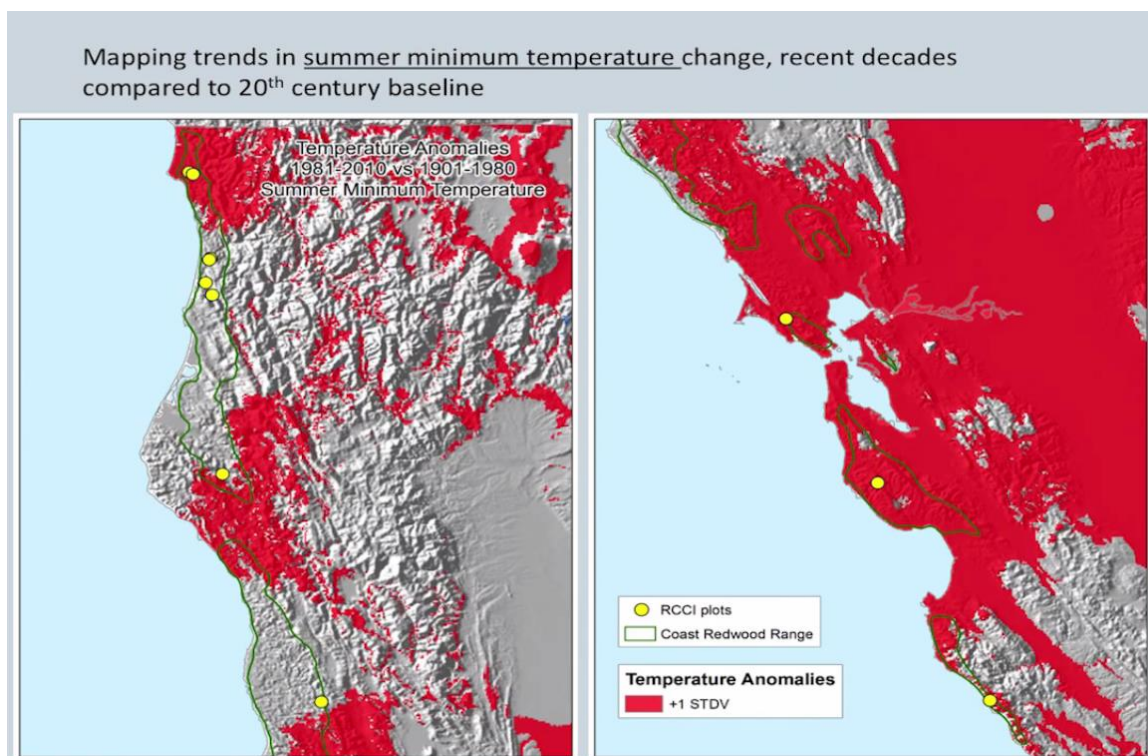 Mapping trends in summer minimum temperature change, recent decades
compared to 20th century baseline
Temperature Anomalies
1981-2010 vs 1901-1980
Summer Minimum Temperature
RCCI plots
Coast Redwood Range
Temperature Anomalies
+1 STDV